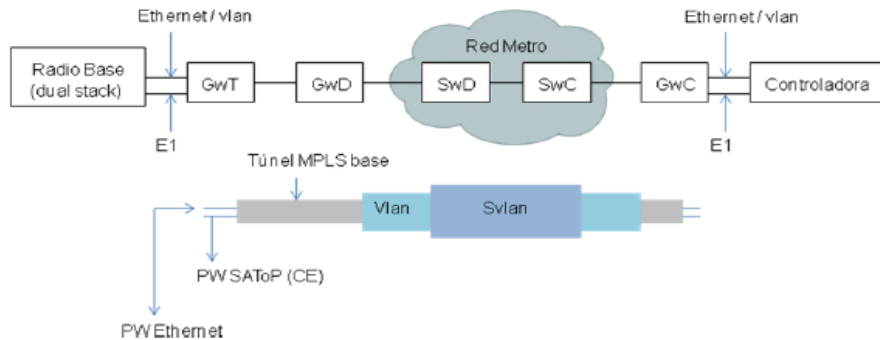 Ethernet / vlan
Ethernet / vlan
Red Metro
Radio Base
(dual stack)
GwT
GwD
SwD
SwC
GwC
Controladora
E1
E1
Túnel MPLS base
Vlan
Svlan
PW SAToP (CE)
PW Ethernet